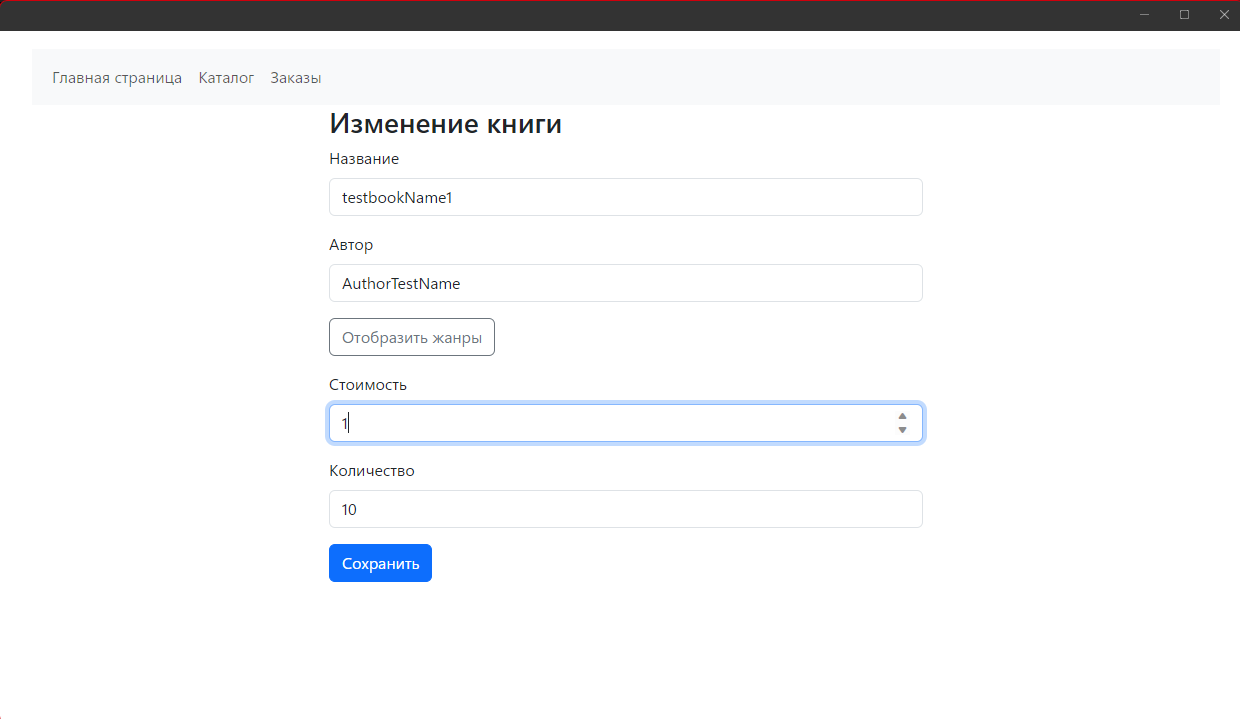 Главная страница Каталог Заказы
Изменение книги
Название
testbookName1
Автор
AuthorTestName
Отобразить жанры
Стоимость
1
Количество
10
Сохранить